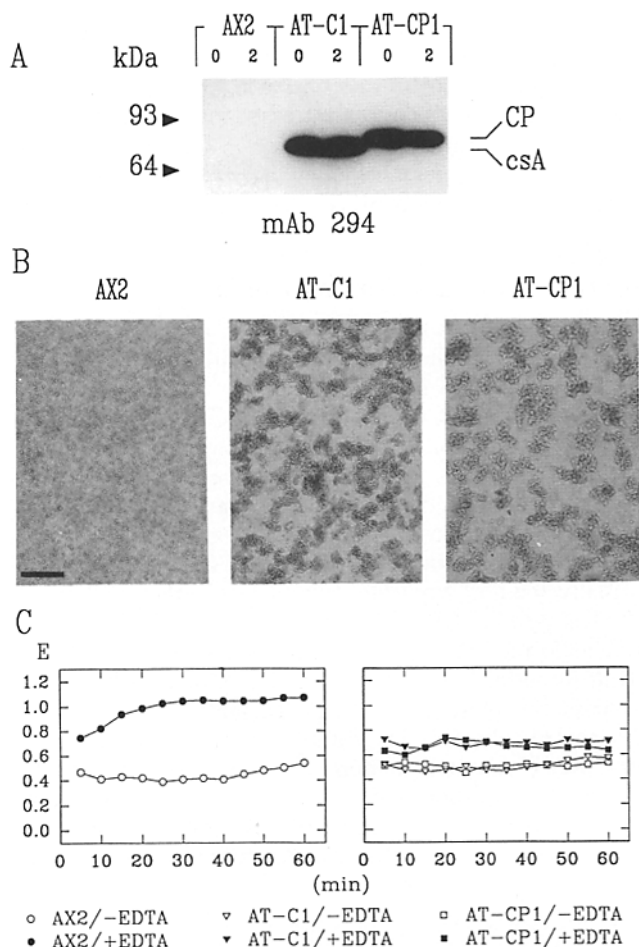 A
AX2 AT-C1 AT-CP1
kDa 0 2 0 2 0 2
93
CP
csA
64
mAb 294
B
AX2 AT-C1 AT-CP1
C
E
1.2
1.0
0.8
0.6
0.4
0.2
0.0
0 10 20 30 40 50 60 0 10 20 30 40 50 60
(min)
AX2/-EDTA AT-C1/-EDTA AT-CP1/-EDTA
AX2/+EDTA AT-C1/+EDTA AT-CP1/+EDTA